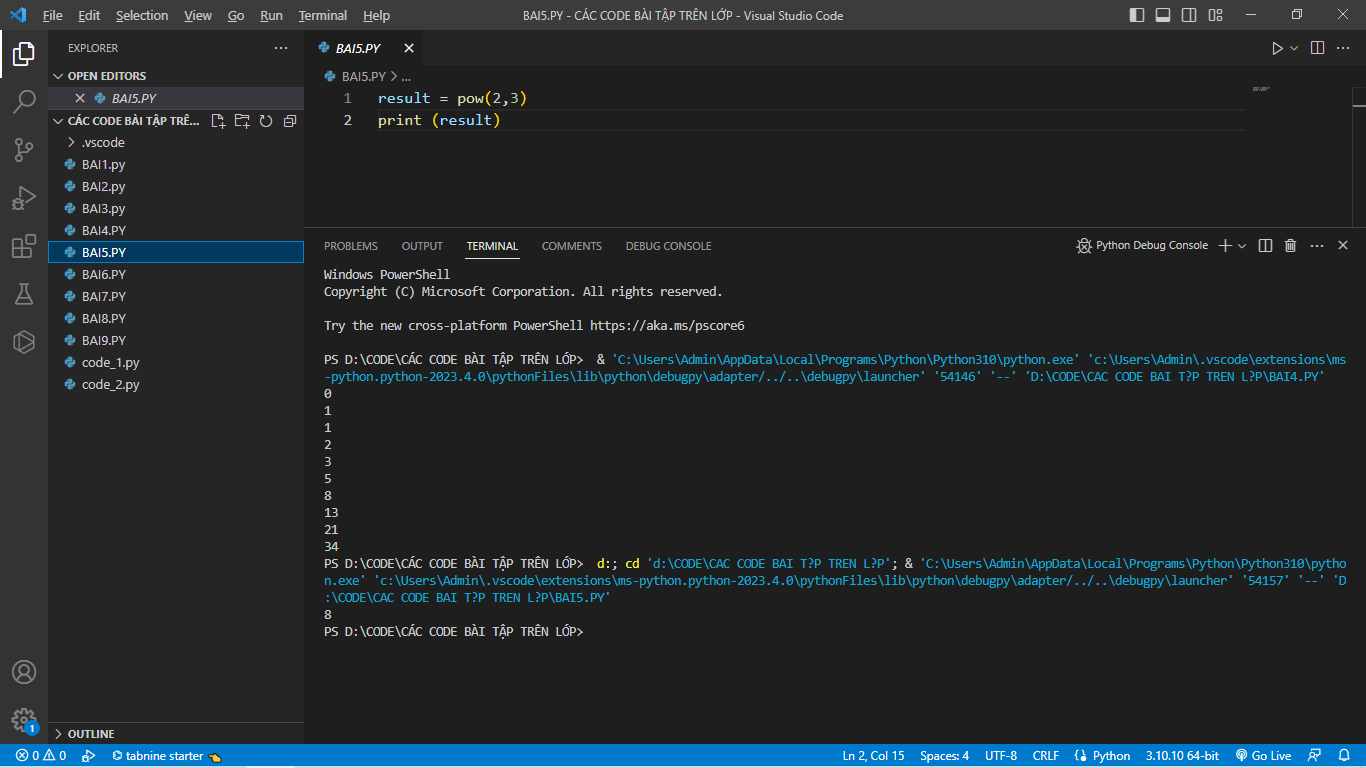 File Edit Selection View Go Run Terminal Help
BAI5.PY - CÁC CODE BÀI TẬP TRÊN LỚP - Visual Studio Code
EXPLORER
OPEN EDITORS
BAI5.PY
CÁC CODE BÀI TẬP TRÊ...
.vscode
BAI1.py
BAI2.py
BAI3.py
BAI4.PY
BAI5.PY
BAI6.PY
BAI7.PY
BAI8.PY
BAI9.PY
code_1.py
code_2.py
OUTLINE
BAI5.PY
BAI5.PY > ...
1 result = pow(2,3)
2 print (result)
PROBLEMS OUTPUT TERMINAL COMMENTS DEBUG CONSOLE
Python Debug Console
Windows PowerShell
Copyright (C) Microsoft Corporation. All rights reserved.
Try the new cross-platform PowerShell https://aka.ms/pscore6
PS D:\CODE\CÁC CODE BÀI TẬP TRÊN LỚP>  & 'C:\Users\Admin\AppData\Local\Programs\Python\Python310\python.exe' 'c:\Users\Admin\.vscode\extensions\ms
-python.python-2023.4.0\pythonFiles\lib\python\debugpy\adapter/../..\debugpy\launcher' '54146' '--' 'D:\CODE\CAC CODE BAI T?P TREN L?P\BAI4.PY'
0
1
1
2
3
5
8
13
21
34
PS D:\CODE\CÁC CODE BÀI TẬP TRÊN LỚP>  d:; cd 'd:\CODE\CAC CODE BAI T?P TREN L?P'; & 'C:\Users\Admin\AppData\Local\Programs\Python\Python310\pytho
n.exe' 'c:\Users\Admin\.vscode\extensions\ms-python.python-2023.4.0\pythonFiles\lib\python\debugpy\adapter/../..\debugpy\launcher' '54157' '--' 'D
:\CODE\CAC CODE BAI T?P TREN L?P\BAI5.PY'
8
PS D:\CODE\CÁC CODE BÀI TẬP TRÊN LỚP>
1
0 0 tabnine starter
Ln 2, Col 15 Spaces: 4 UTF-8 CRLF Python 3.10.10 64-bit Go Live